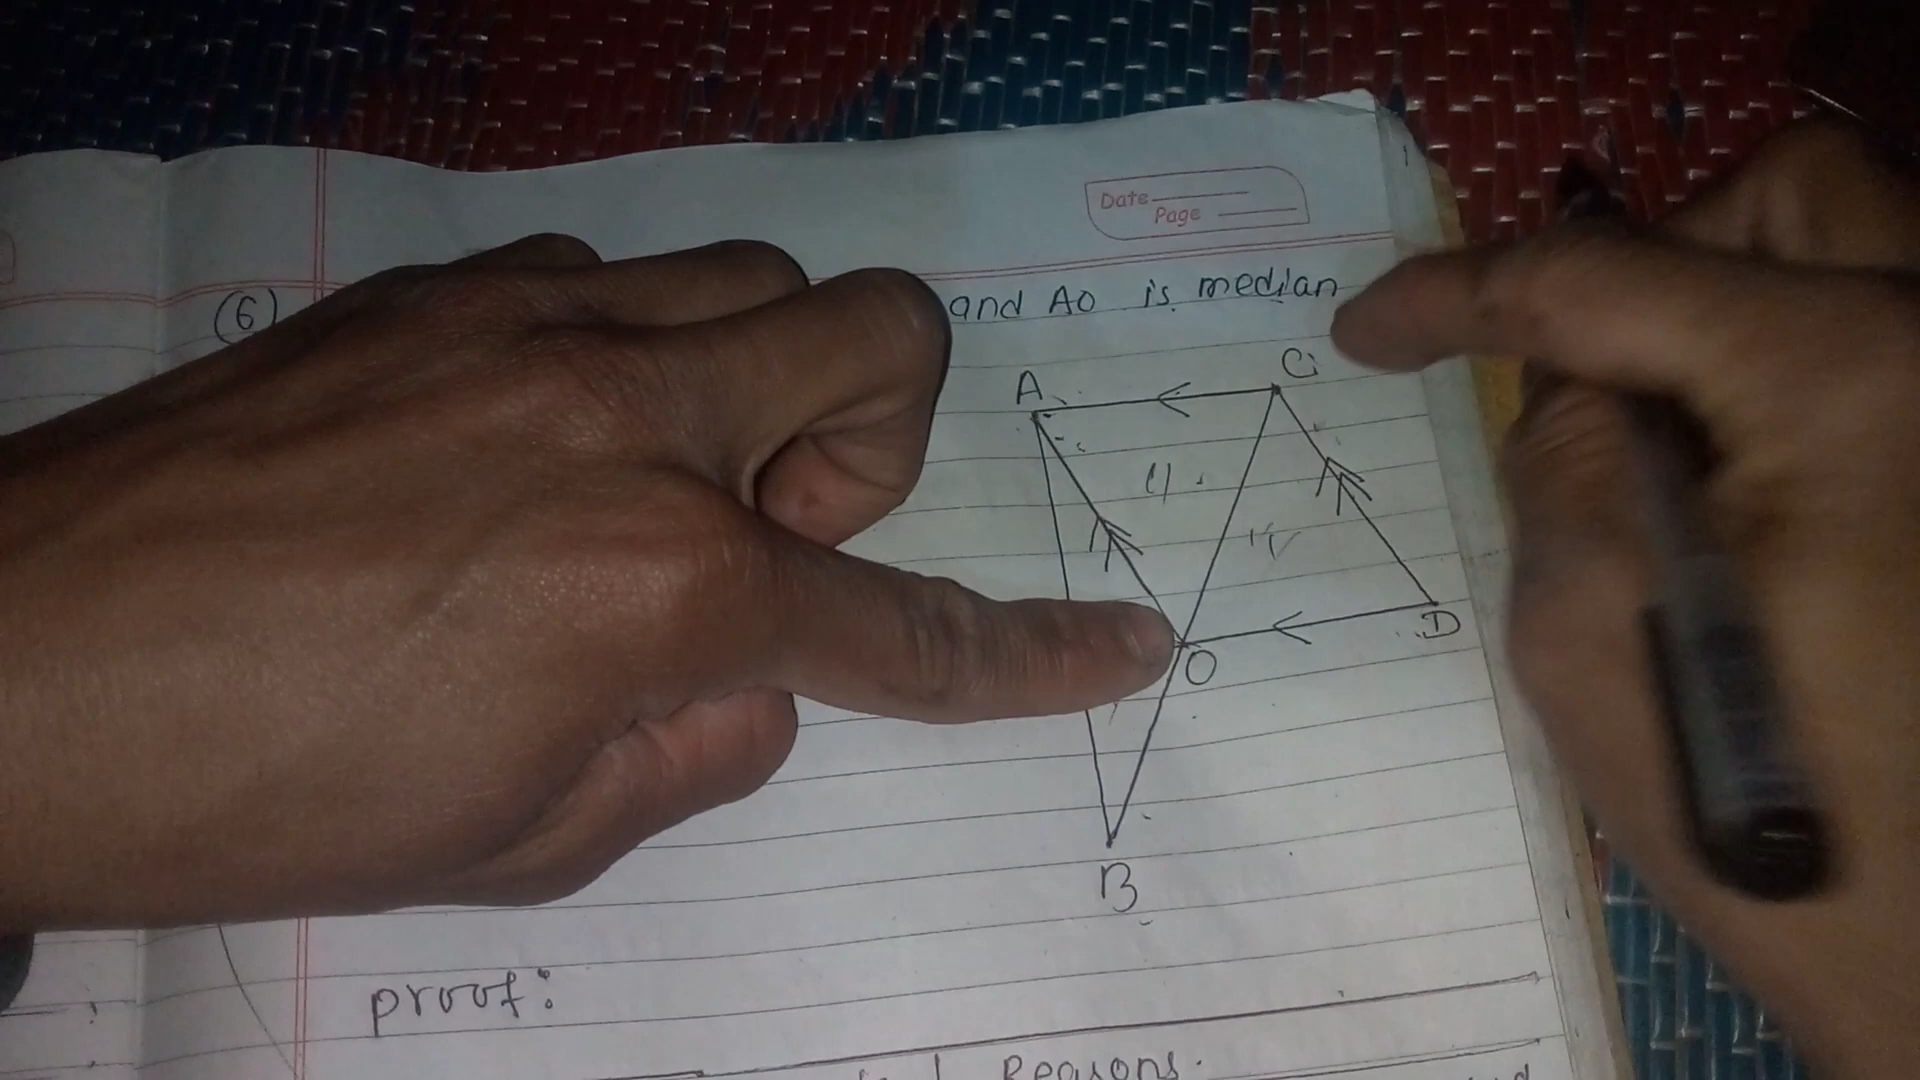 Date
Page
(6)
and AO is median
A
C
D
O
B
proof:
Reasons.